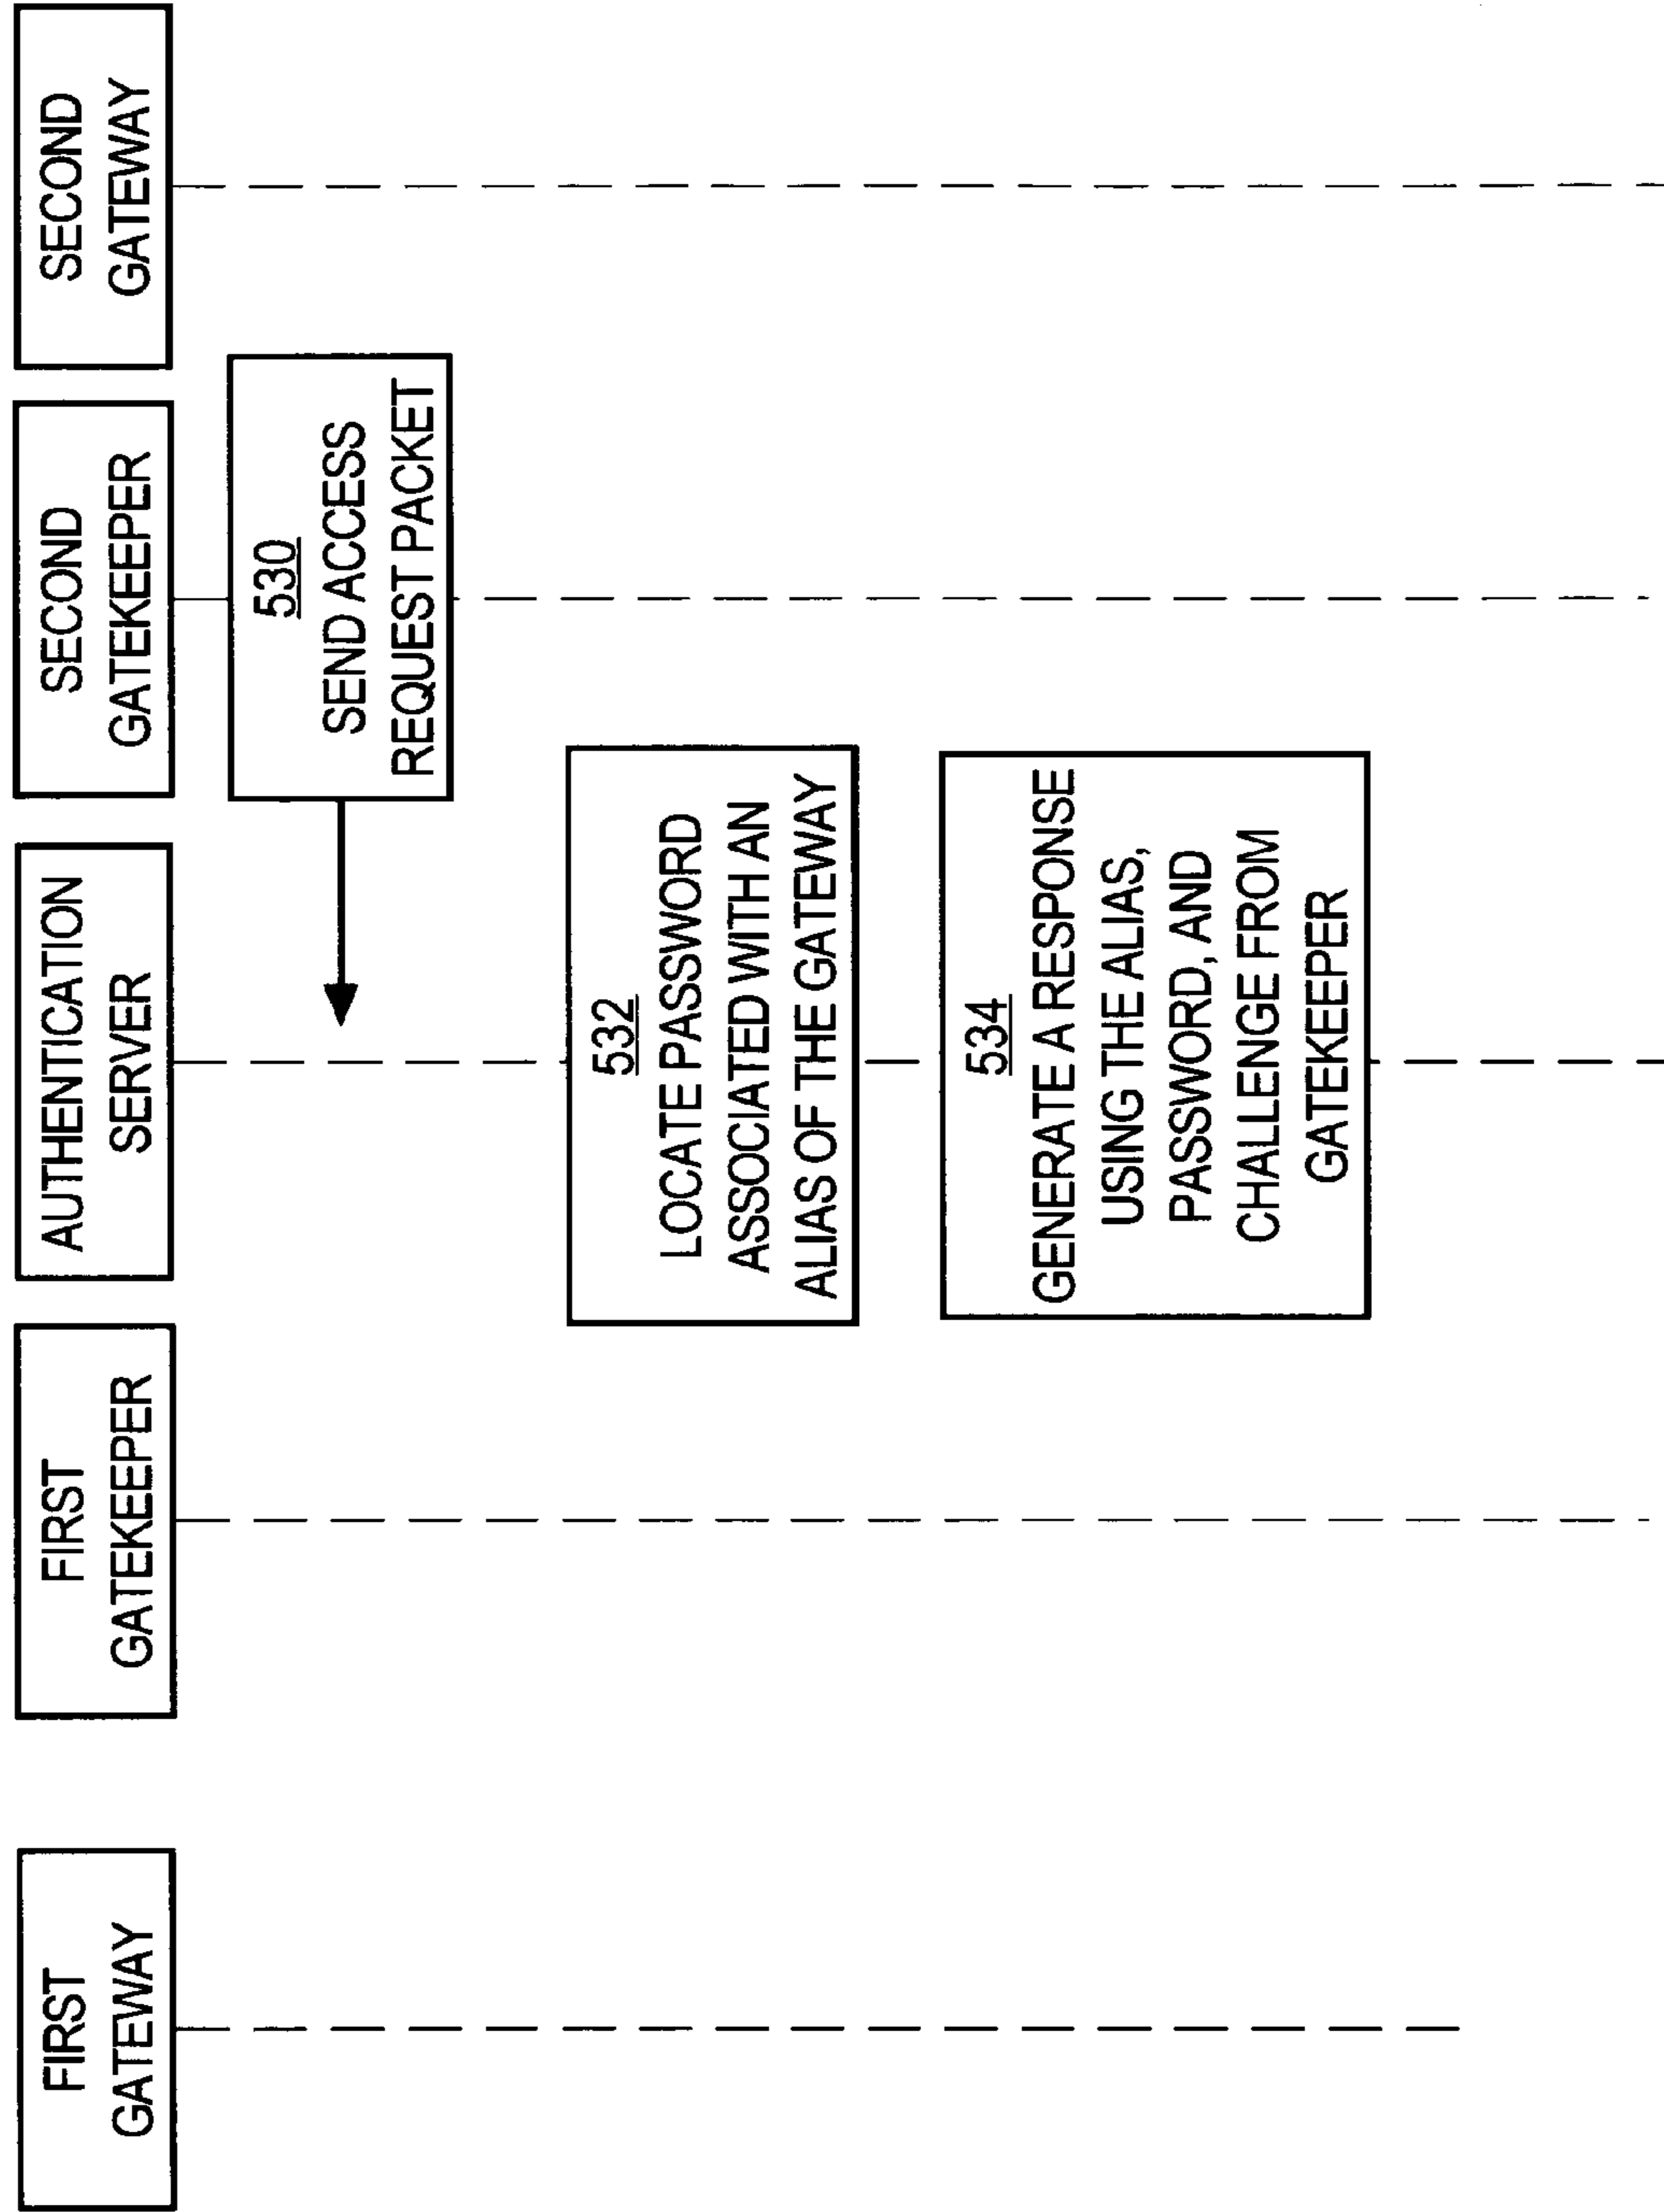 FIRST
GATEWAY
FIRST
GATEKEEPER
AUTHENTICATION
SERVER
SECOND
GATEKEEPER
SECOND
GATEWAY
530
SEND ACCESS
REQUEST PACKET
532
LOCATE PASSWORD
ASSOCIATED WITH AN
ALIAS OF THE GATEWAY
534
GENERATE A RESPONSE
USING THE ALIAS,
PASSWORD, AND
CHALLENGE FROM
GATEKEEPER